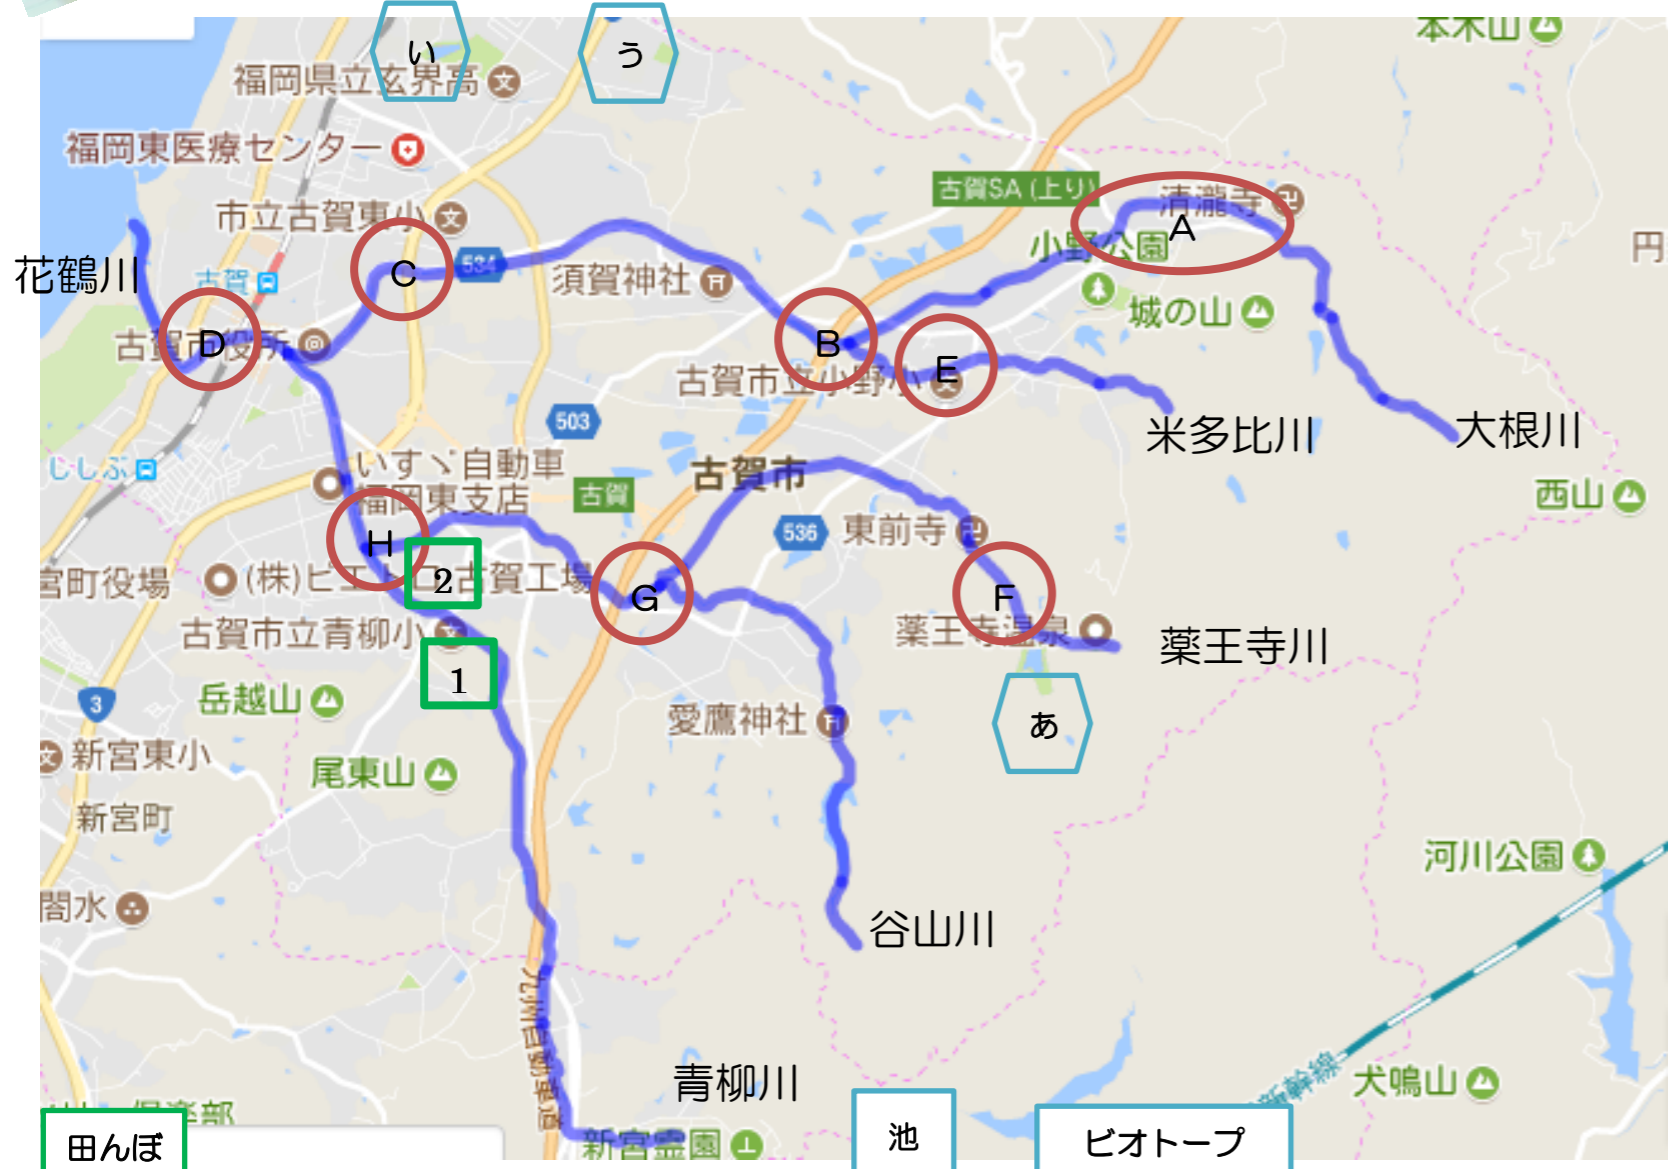 本木山
い
う
福岡県立玄界高
福岡東医療センター
古賀SA (上り)
清瀧寺
市立古賀東小
A
小野公園
円
花鶴川
古賀
C
534
須賀神社
城の山
古賀市役所
D
B
E
古賀市立小野小
503
米多比川
大根川
ししぶ
いすゞ自動車
福岡東支店
古賀
古賀市
西山
536
東前寺
H
宮町役場
(株)ピエトロ古賀工場
2
G
F
古賀市立青柳小
薬王寺温泉
薬王寺川
1
3
岳越山
愛鷹神社
あ
新宮東小
尾東山
新宮町
河川公園
閤水
谷山川
九州自動車道
青柳川
新幹線
犬鳴山
倶楽部
田んぼ
新宮霊園
池
ビオトープ